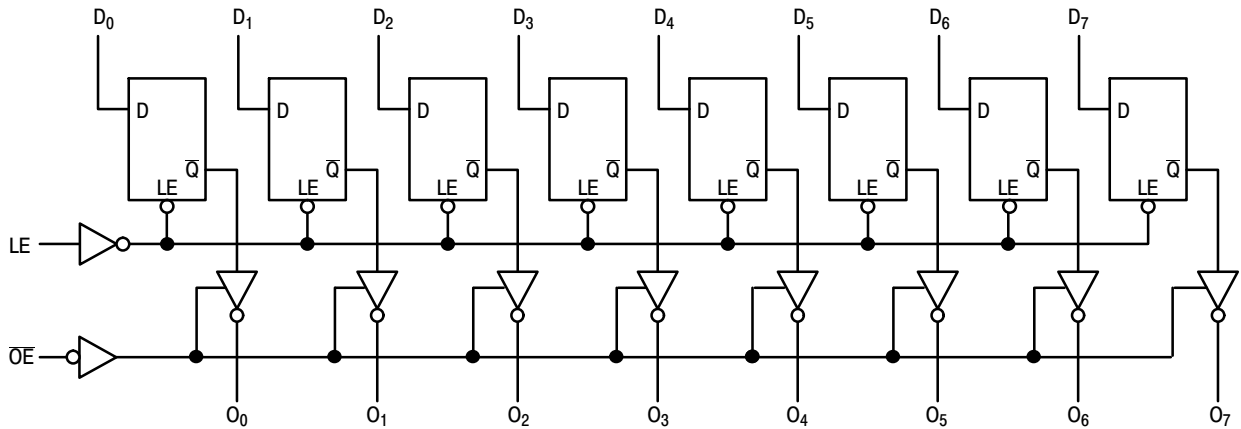 D₀ D₁ D₂ D₃ D₄ D₅ D₆ D₇
D D D D D D D D
Q̅ Q̅ Q̅ Q̅ Q̅ Q̅ Q̅ Q̅
LE LE LE LE LE LE LE LE
LE
O̅E̅
O₀ O₁ O₂ O₃ O₄ O₅ O₆ O₇